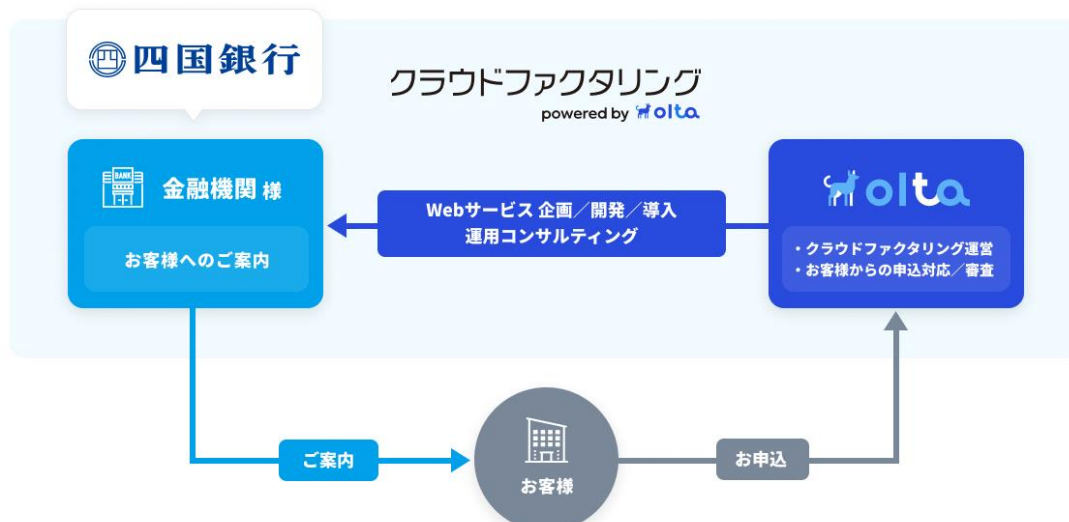 四国銀行
クラウドファクタリング
powered by olta
BANK
金融機関 様
お客様へのご案内
Webサービス 企画／開発／導入
運用コンサルティング
olta
・クラウドファクタリング運営
・お客様からの申込対応／審査
ご案内
お客様
お申込